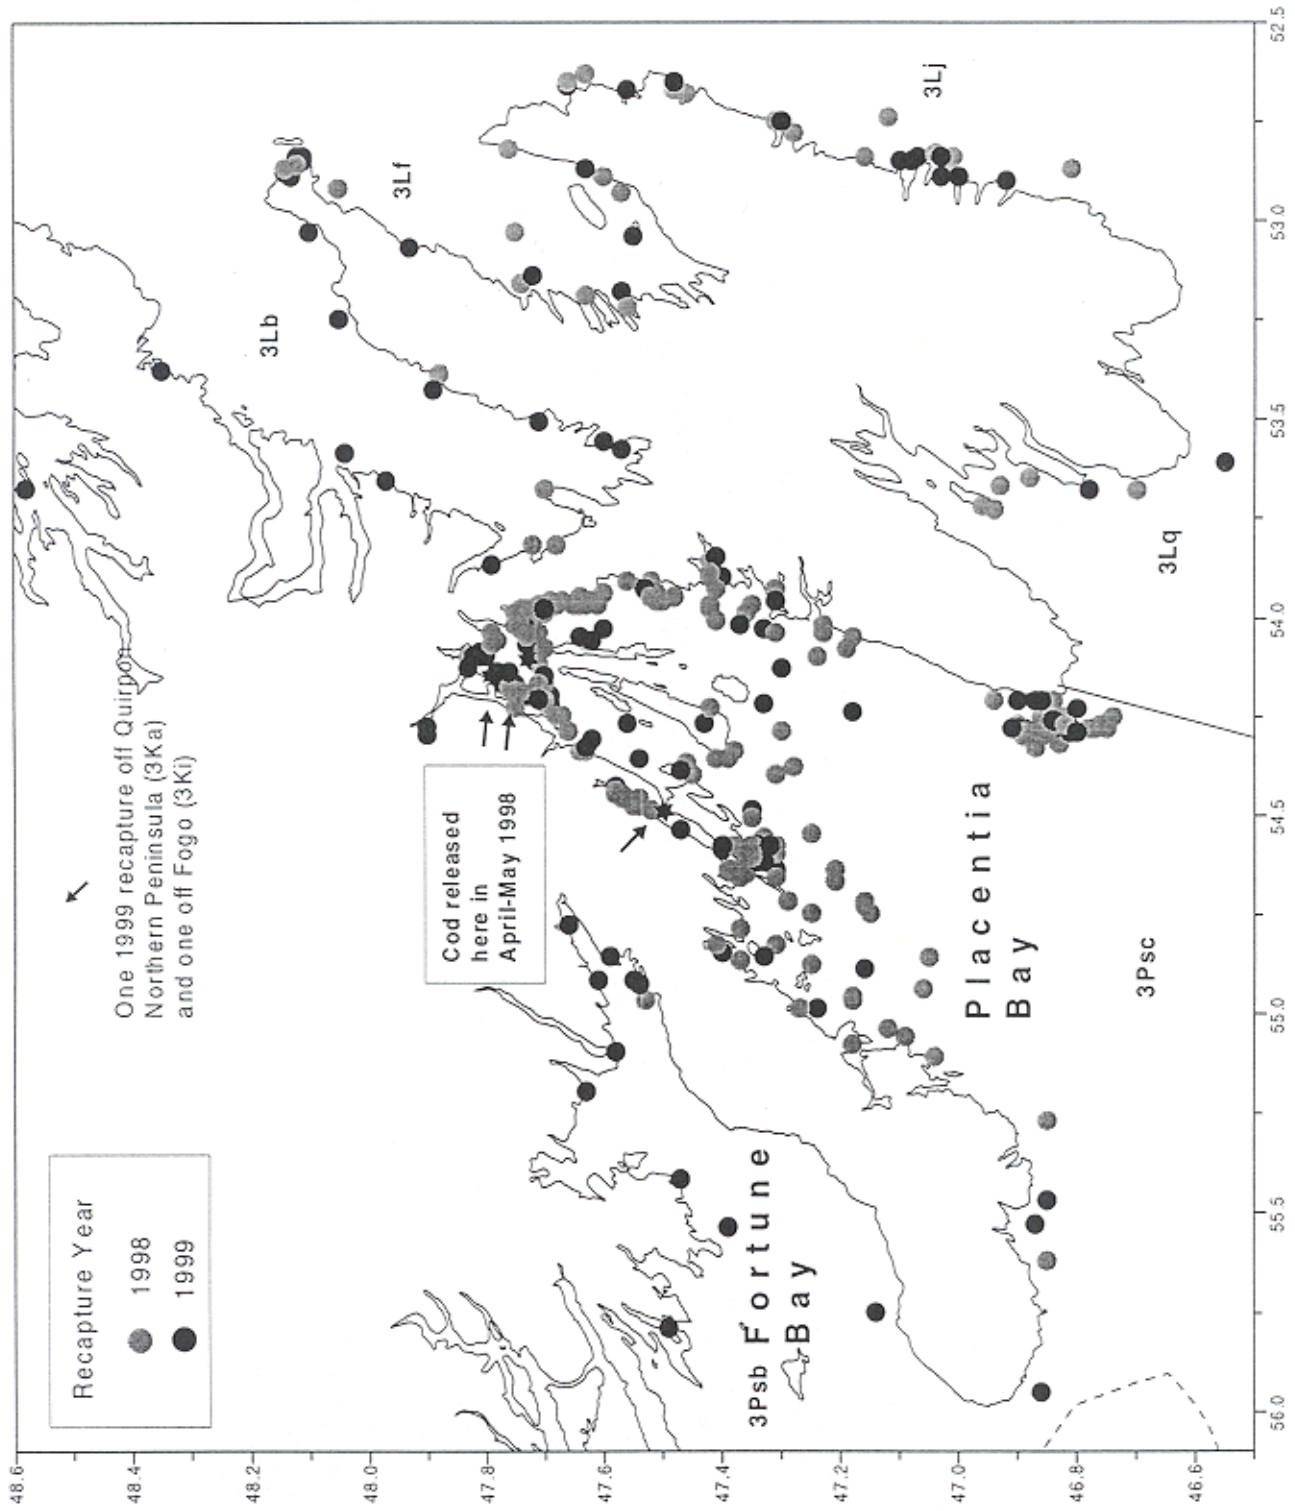 One 1999 recapture off Quirpon
Northern Peninsula (3Ka)
and one off Fogo (3Ki)
Recapture Year
1998
1999
Cod released
here in
April-May 1998
3Lb
3Lf
3Lj
3Lq
3Psc
Placentia
Bay
3Psb Fortune
Bay
48.6
48.4
48.2
48.0
47.8
47.6
47.4
47.2
47.0
46.8
46.6
56.0
55.5
55.0
54.5
54.0
53.5
53.0
52.5